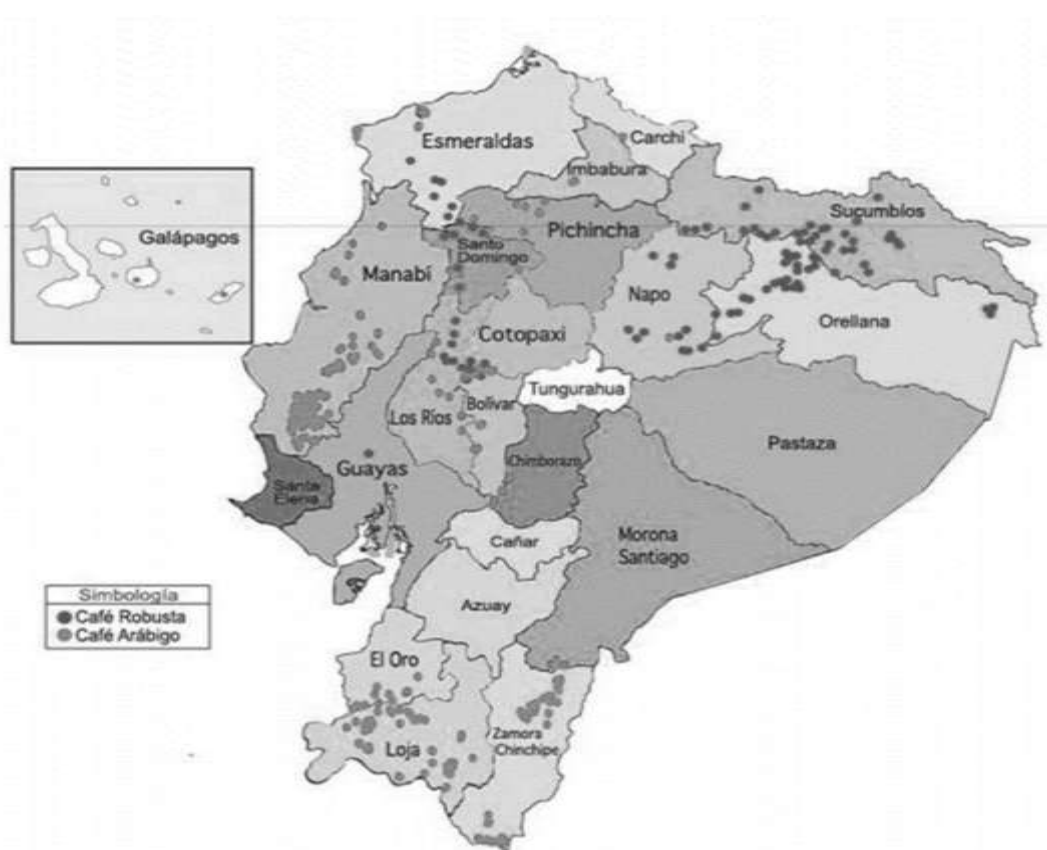 Esmeraldas
Carchi
Imbabura
Galápagos
Sucumbíos
Pichincha
Santo
Domingo
Manabí
Napo
Orellana
Cotopaxi
Tungurahua
Bolívar
Los Ríos
Pastaza
Chimborazo
Guayas
Santa
Elena
Morona
Santiago
Cañar
Azuay
Simbología
Café Robusta
Café Arábigo
El Oro
Zamora
Chinchipe
Loja